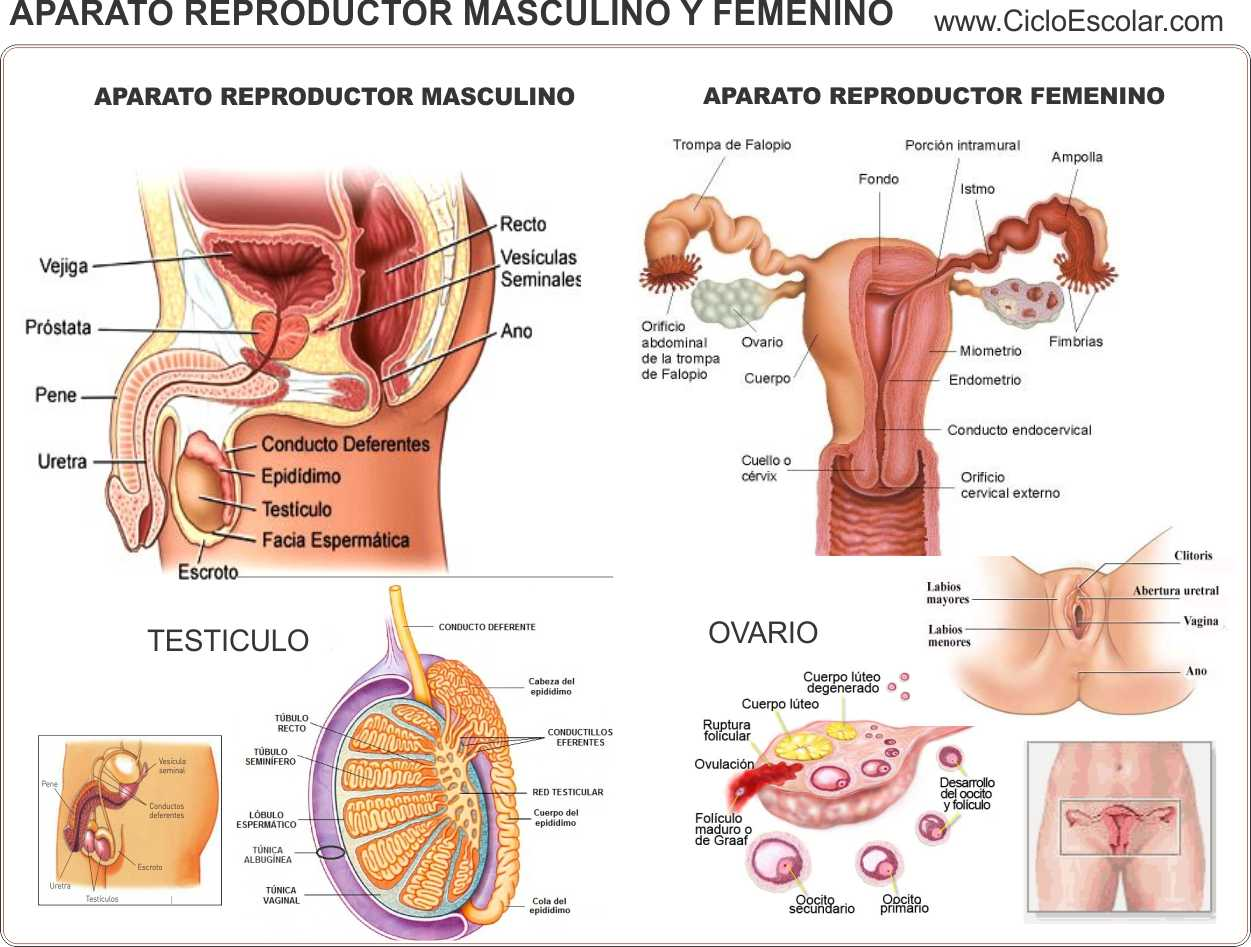 APARATO REPRODUCTOR MASCULINO Y FEMENINO
www.CicloEscolar.com
APARATO REPRODUCTOR MASCULINO
Vejiga
Próstata
Pene
Uretra
Recto
Vesículas
Seminales
Ano
Conducto Deferentes
Epidídimo
Testículo
Facia Espermática
Escroto
APARATO REPRODUCTOR FEMENINO
Trompa de Falopio
Fondo
Porción intramural
Istmo
Ampolla
Orificio
abdominal
de la trompa
de Falopio
Ovario
Cuerpo
Fimbrias
Miometrio
Endometrio
Conducto endocervical
Cuello o
cérvix
Orificio
cervical externo
Clitoris
Labios
mayores
Abertura uretral
Labios
menores
Vagina
Ano
TESTICULO
CONDUCTO DEFERENTE
Cabeza del
epidídimo
TÚBULO
RECTO
CONDUCTILLOS
EFERENTES
TÚBULO
SEMINÍFERO
RED TESTICULAR
LÓBULO
ESPERMÁTICO
Cuerpo del
epidídimo
TÚNICA
ALBUGÍNEA
TÚNICA
VAGINAL
Cola del
epidídimo
Vesícula
seminal
Pene
Conductos
deferentes
Escroto
Uretra
Testículos
OVARIO
Cuerpo lúteo
degenerado
Cuerpo lúteo
Ruptura
folicular
Ovulación
Desarrollo
del oocito
y folículo
Folículo
maduro o
de Graaf
Oocito
secundario
Oocito
primario